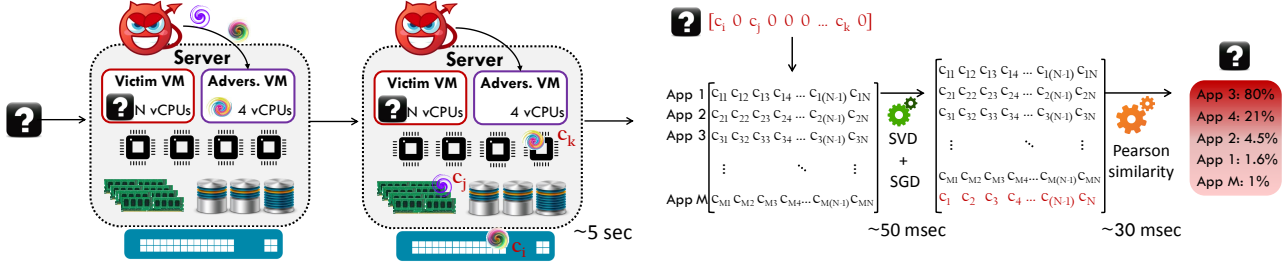 ?
Server
Victim VM
? N vCPUs
Advers. VM
4 vCPUs
Server
Victim VM
? N vCPUs
Advers. VM
4 vCPUs
c_k
c_j
c_i
~5 sec
? [c_i 0 c_j 0 0 0 ... c_k 0]
App 1 c_11 c_12 c_13 c_14 ... c_1(N-1) c_1N
App 2 c_21 c_22 c_23 c_24 ... c_2(N-1) c_2N
App 3 c_31 c_32 c_33 c_34 ... c_3(N-1) c_3N
⋮ ⋱ ⋮
App M c_M1 c_M2 c_M3 c_M4... c_M(N-1) c_MN
SVD
+
SGD
~50 msec
c_11 c_12 c_13 c_14 ... c_1(N-1) c_1N
c_21 c_22 c_23 c_24 ... c_2(N-1) c_2N
c_31 c_32 c_33 c_34 ... c_3(N-1) c_3N
⋮ ⋱ ⋮
c_M1 c_M2 c_M3 c_M4... c_M(N-1) c_MN
c_1 c_2 c_3 c_4 ... c_(N-1) c_N
Pearson
similarity
~30 msec
?
App 3: 80%
App 4: 21%
App 2: 4.5%
App 1: 1.6%
App M: 1%